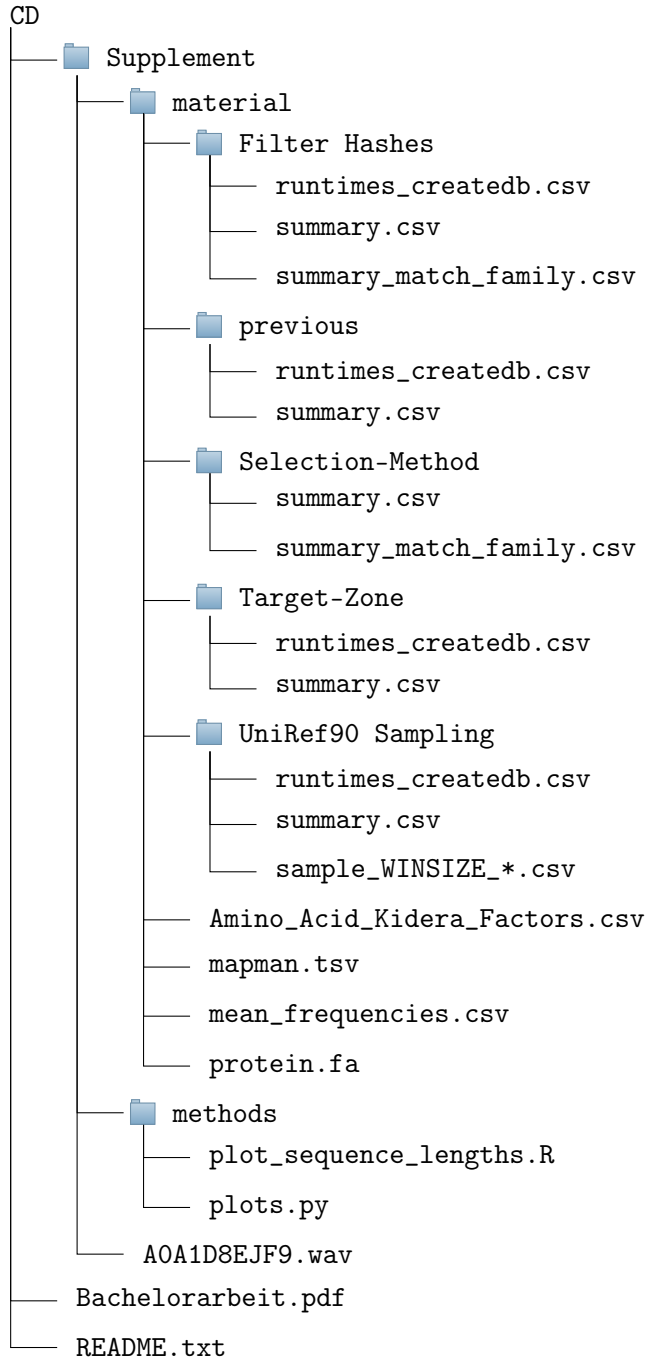 CD
Supplement
material
Filter Hashes
runtimes_createdb.csv
summary.csv
summary_match_family.csv
previous
runtimes_createdb.csv
summary.csv
Selection-Method
summary.csv
summary_match_family.csv
Target-Zone
runtimes_createdb.csv
summary.csv
UniRef90 Sampling
runtimes_createdb.csv
summary.csv
sample_WINSIZE_*.csv
Amino_Acid_Kidera_Factors.csv
mapman.tsv
mean_frequencies.csv
protein.fa
methods
plot_sequence_lengths.R
plots.py
A0A1D8EJF9.wav
Bachelorarbeit.pdf
README.txt